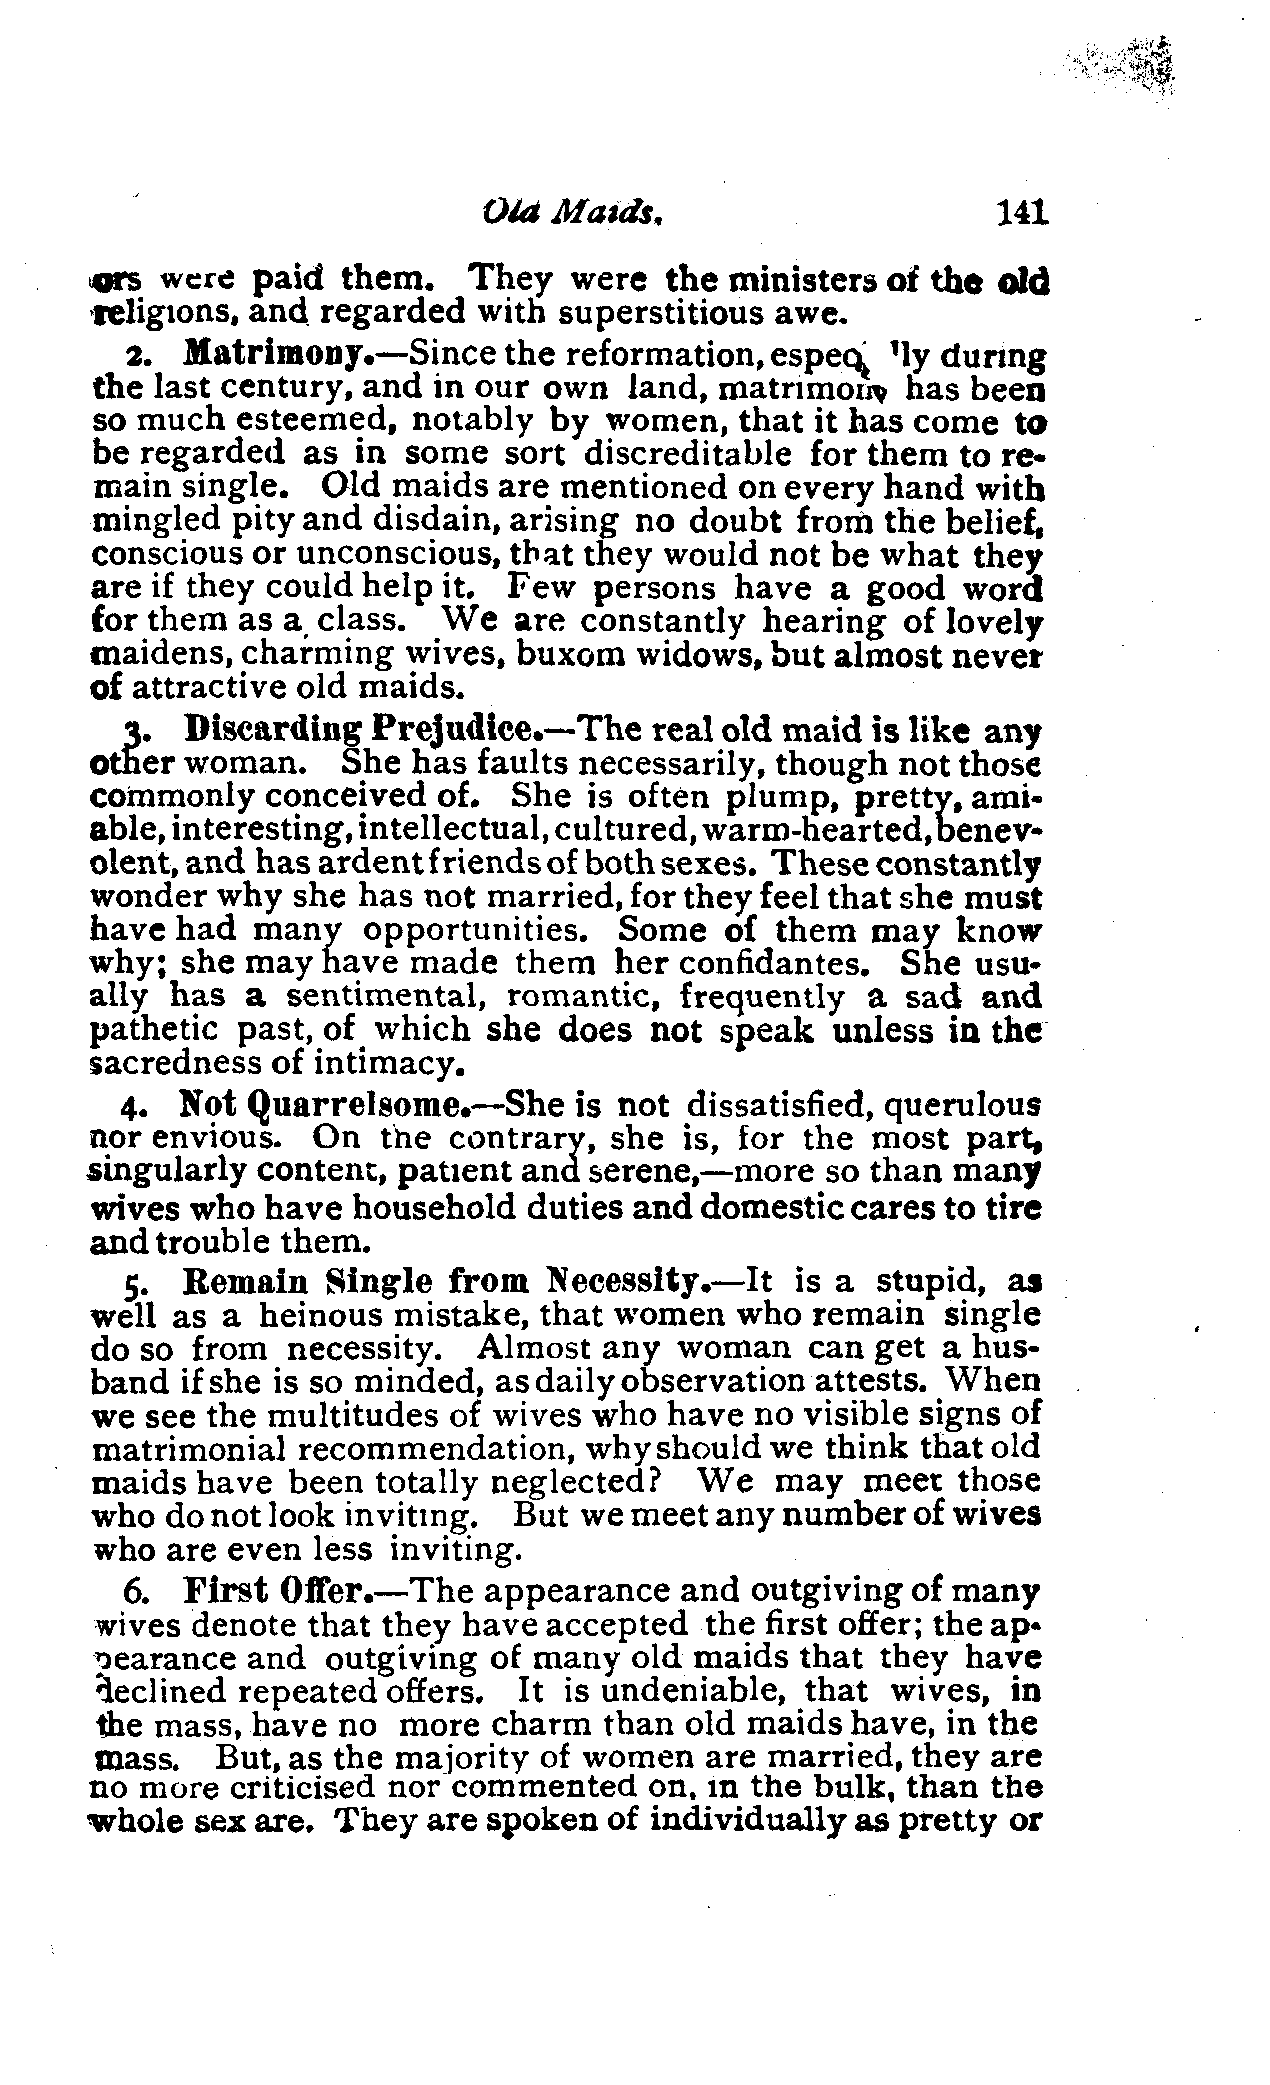 Old Maids. 141
ors were paid them. They were the ministers of the old
religions, and regarded with superstitious awe.
2. Matrimony.—Since the reformation, especi'lly during
the last century, and in our own land, matrimony has been
so much esteemed, notably by women, that it has come to
be regarded as in some sort discreditable for them to re-
main single. Old maids are mentioned on every hand with
mingled pity and disdain, arising no doubt from the belief,
conscious or unconscious, that they would not be what they
are if they could help it. Few persons have a good word
for them as a class. We are constantly hearing of lovely
maidens, charming wives, buxom widows, but almost never
of attractive old maids.
3. Discarding Prejudice.—The real old maid is like any
other woman. She has faults necessarily, though not those
commonly conceived of. She is often plump, pretty, ami-
able, interesting, intellectual, cultured, warm-hearted, benev-
olent, and has ardent friends of both sexes. These constantly
wonder why she has not married, for they feel that she must
have had many opportunities. Some of them may know
why; she may have made them her confidantes. She usu-
ally has a sentimental, romantic, frequently a sad and
pathetic past, of which she does not speak unless in the
sacredness of intimacy.
4. Not Quarrelsome.—She is not dissatisfied, querulous
nor envious. On the contrary, she is, for the most part,
singularly content, patient and serene,—more so than many
wives who have household duties and domestic cares to tire
and trouble them.
5. Remain Single from Necessity.—It is a stupid, as
well as a heinous mistake, that women who remain single
do so from necessity. Almost any woman can get a hus-
band if she is so minded, as daily observation attests. When
we see the multitudes of wives who have no visible signs of
matrimonial recommendation, why should we think that old
maids have been totally neglected? We may meet those
who do not look inviting. But we meet any number of wives
who are even less inviting.
6. First Offer.—The appearance and outgiving of many
wives denote that they have accepted the first offer; the ap-
pearance and outgiving of many old maids that they have
declined repeated offers. It is undeniable, that wives, in
the mass, have no more charm than old maids have, in the
mass. But, as the majority of women are married, they are
no more criticised nor commented on, in the bulk, than the
whole sex are. They are spoken of individually as pretty or